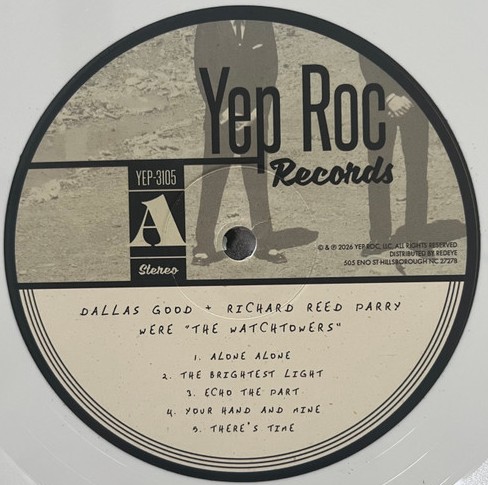 Yep Roc
Records
YEP-3105
A
Stereo
© & ℗ 2026 YEP ROC, LLC, ALL RIGHTS RESERVED
DISTRIBUTED BY REDEYE
505 ENO ST HILLSBOROUGH NC 27278
DALLAS GOOD + RICHARD REED PARRY
WERE "THE WATCHTOWERS"
1. ALONE ALONE
2. THE BRIGHTEST LIGHT
3. ECHO THE PART
4. YOUR HAND AND MINE
5. THERE'S TIME